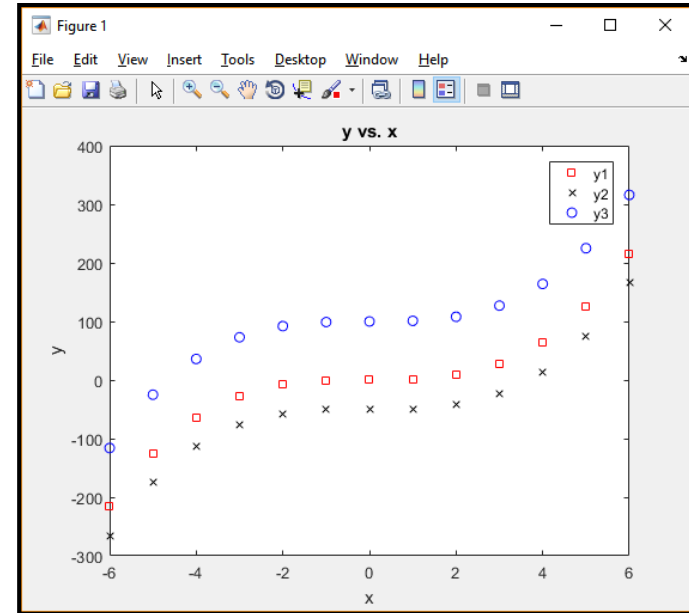 Figure 1
File Edit View Insert Tools Desktop Window Help
y vs. x
400
300
200
100
0
-100
-200
-300
y
-6 -4 -2 0 2 4 6
x
y1
y2
y3